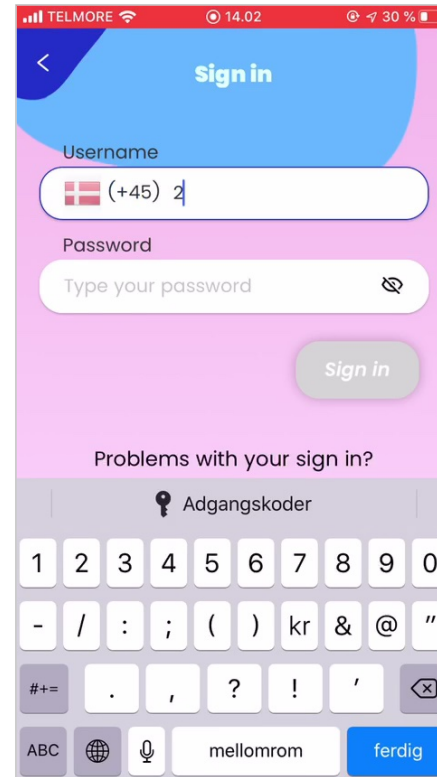 TELMORE 14.02 30 %
Sign in
Username
(+45) 2
Password
Type your password
Sign in
Problems with your sign in?
Adgangskoder
1 2 3 4 5 6 7 8 9 0
- / : ; ( ) kr & @ "
#+= . , ? ! ’
ABC mellomrom ferdig